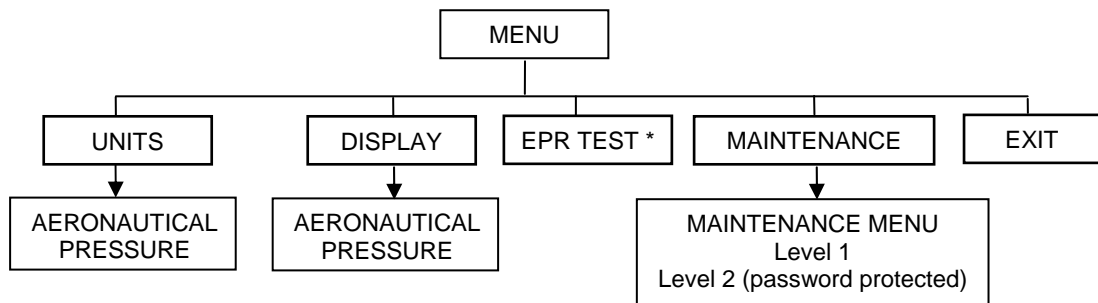 MENU
UNITS
DISPLAY
EPR TEST *
MAINTENANCE
EXIT
AERONAUTICAL
PRESSURE
AERONAUTICAL
PRESSURE
MAINTENANCE MENU
Level 1
Level 2 (password protected)